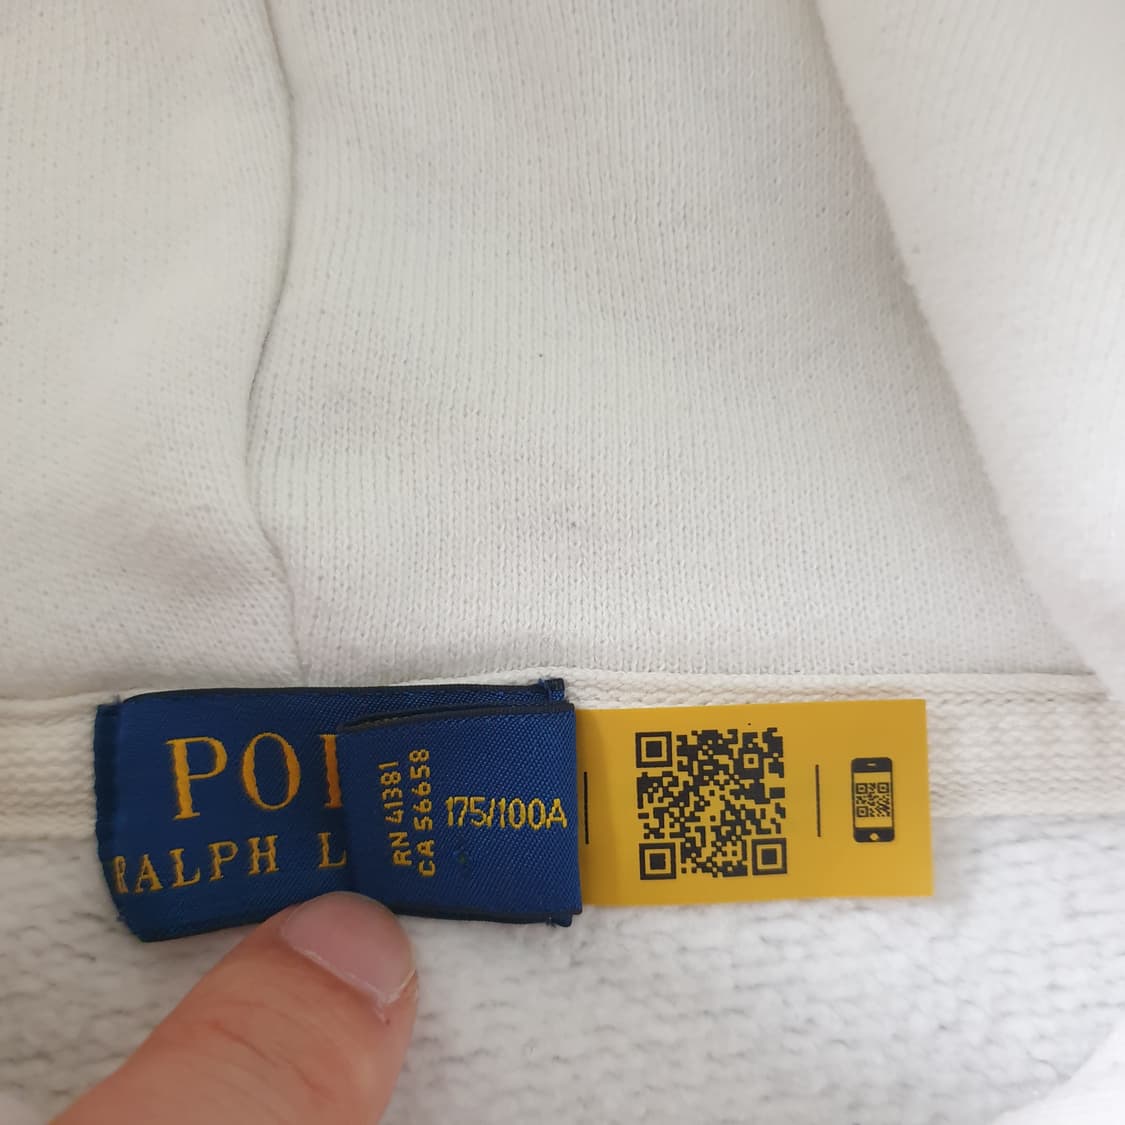 POL
RALPH L
RN 41381
CA 56658
175/100A